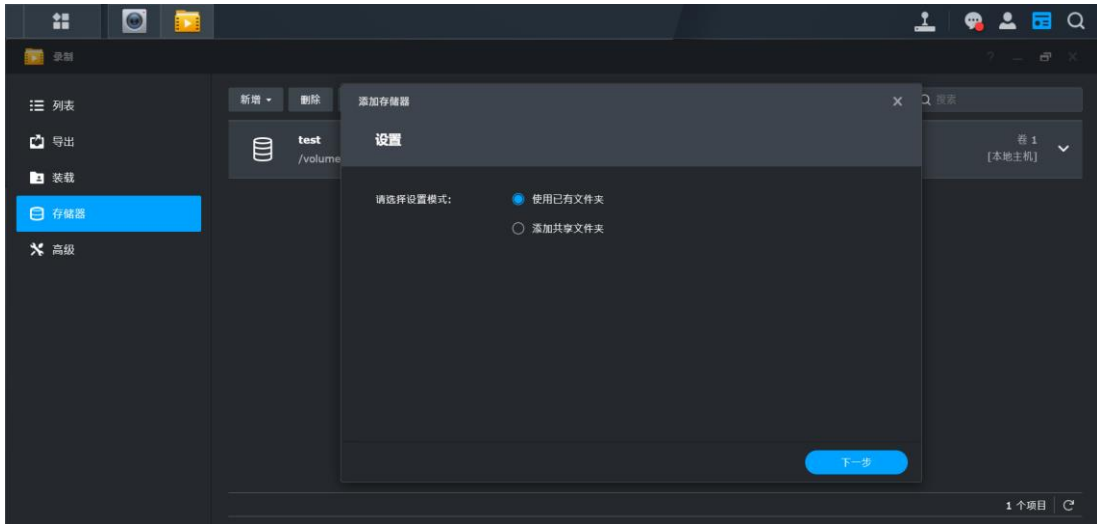 录制
列表
导出
装载
存储器
高级
新增
删除
搜索
test
/volume
卷 1
[本地主机]
添加存储器
设置
请选择设置模式:
使用已有文件夹
添加共享文件夹
下一步
1 个项目